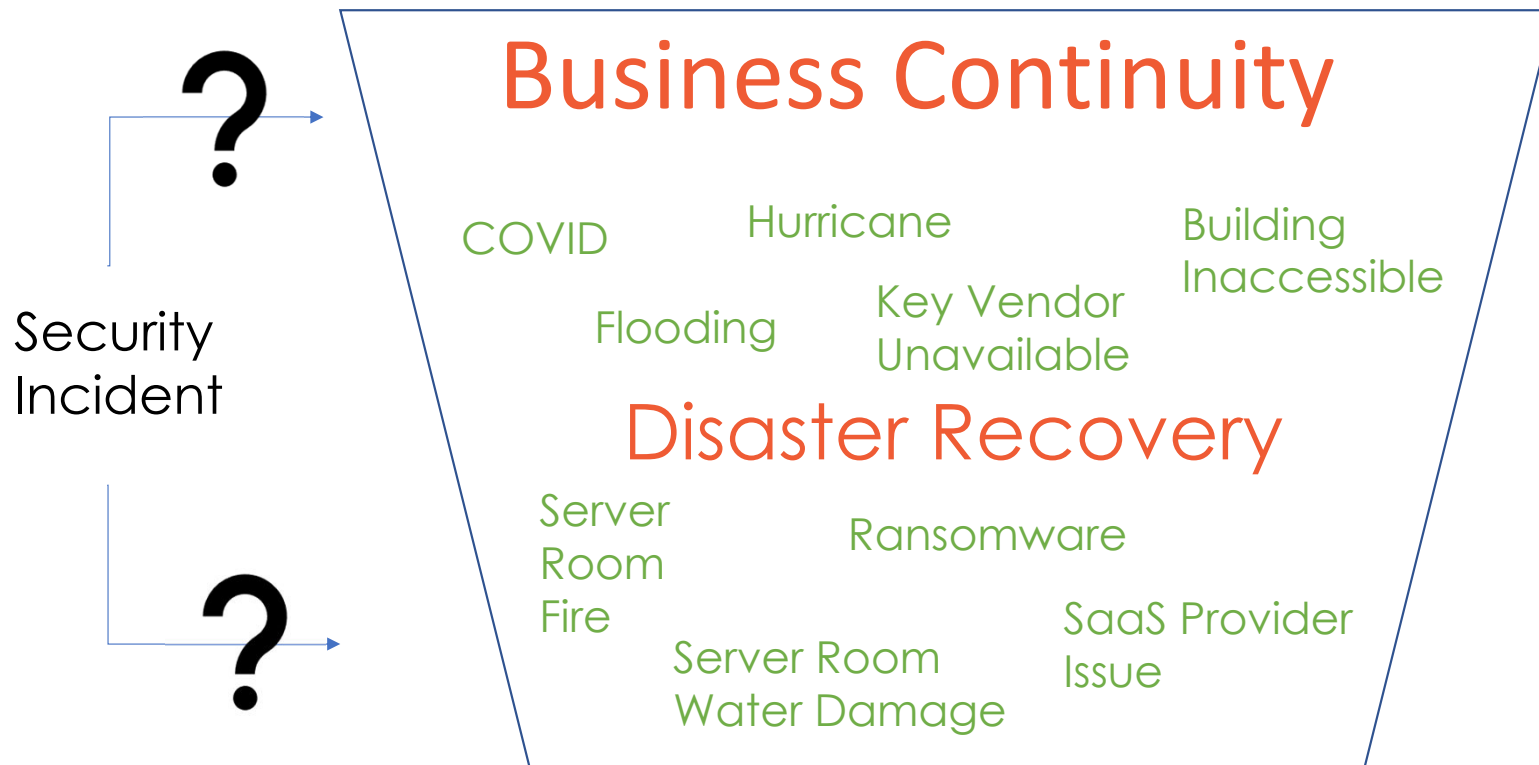 ?
Business Continuity
COVID
Hurricane
Building
Inaccessible
Flooding
Key Vendor
Unavailable
Security
Incident
Disaster Recovery
Server
Room
Fire
Ransomware
SaaS Provider
Issue
Server Room
Water Damage
?